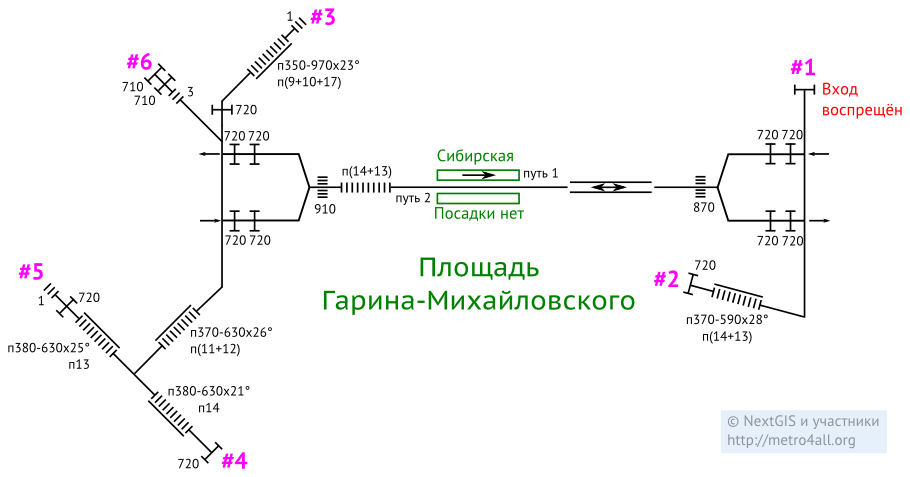 1
#3
#6
#1
п350-970x23°
п(9+10+17)
710
710
3
Вход
воспрещён
720
720
720
720
720
Сибирская
п(14+13)
путь 1
путь 2
910
870
Посадки нет
720
720
720
720
Площадь
Гарина-Михайловского
#5
#2
720
1
720
п370-590x28°
п(14+13)
п370-630x26°
п(11+12)
п380-630x25°
п13
п380-630x21°
п14
720
#4
© NextGIS и участники
http://metro4all.org